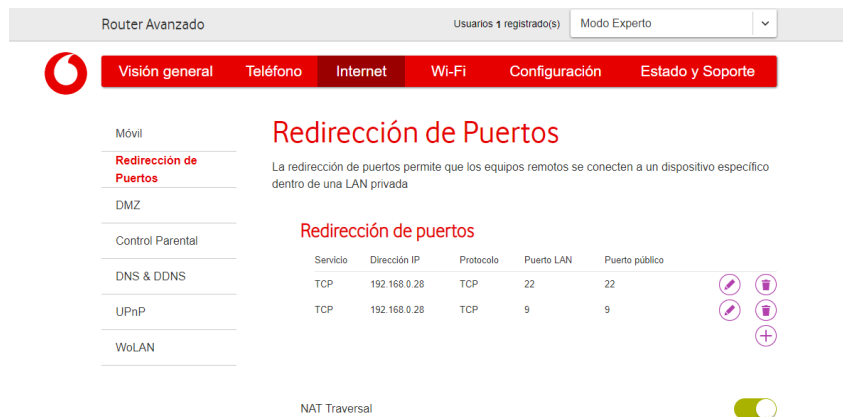 Router Avanzado
Usuarios 1 registrado(s)
Modo Experto
Visión general Teléfono Internet Wi-Fi Configuración Estado y Soporte
Móvil
Redirección de
Puertos
DMZ
Control Parental
DNS & DDNS
UPnP
WoLAN
Redirección de Puertos
La redirección de puertos permite que los equipos remotos se conecten a un dispositivo específico
dentro de una LAN privada
Redirección de puertos
Servicio Dirección IP Protocolo Puerto LAN Puerto público
TCP 192.168.0.28 TCP 22 22
TCP 192.168.0.28 TCP 9 9
NAT Traversal